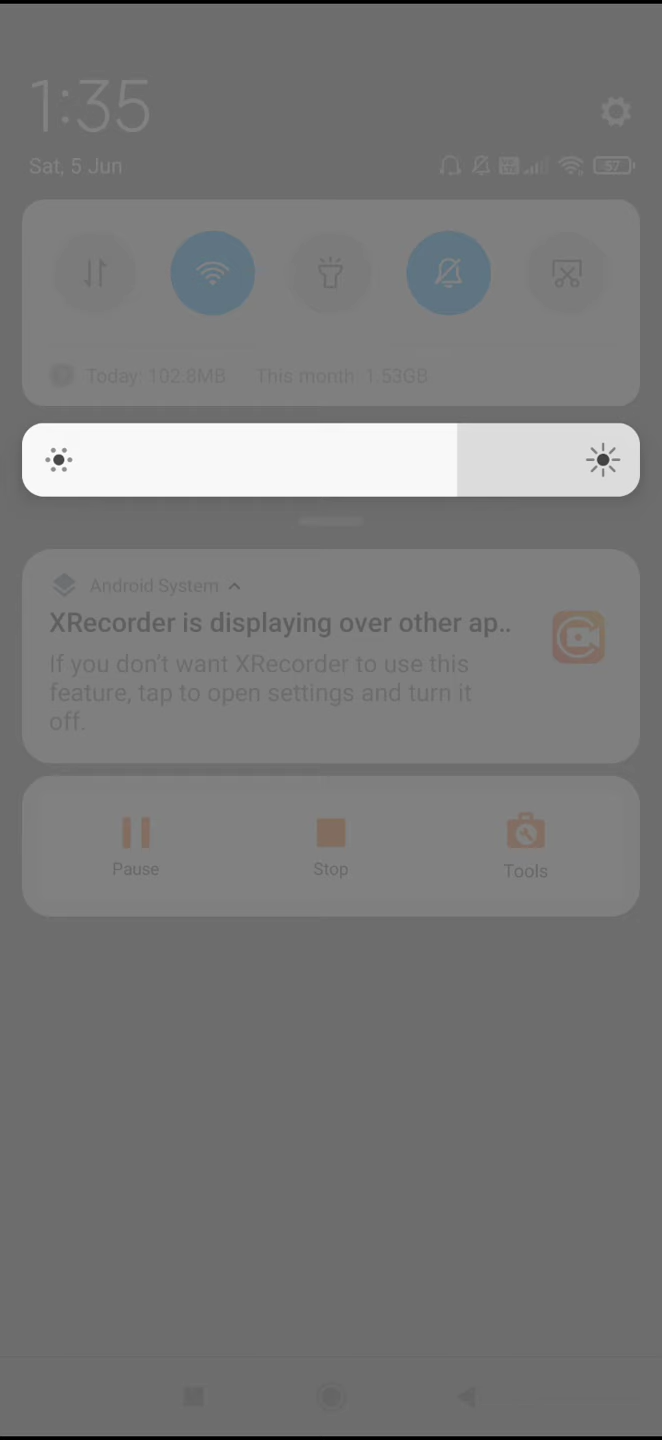 1:35
Sat, 5 Jun
57
Today: 102.8MB This month: 1.53GB
Android System
XRecorder is displaying over other ap..
If you don't want XRecorder to use this
feature, tap to open settings and turn it
off.
Pause Stop Tools